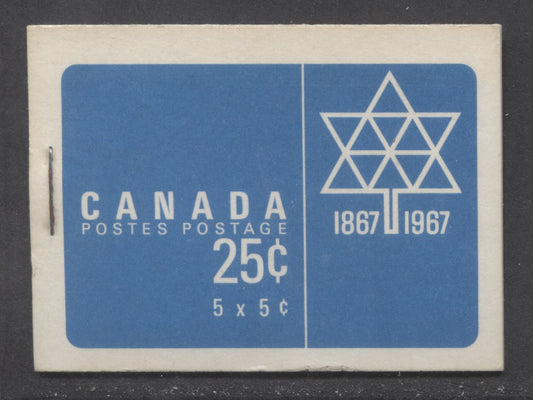 CANADA
POSTES POSTAGE
25¢
5 x 5¢
1867 1967